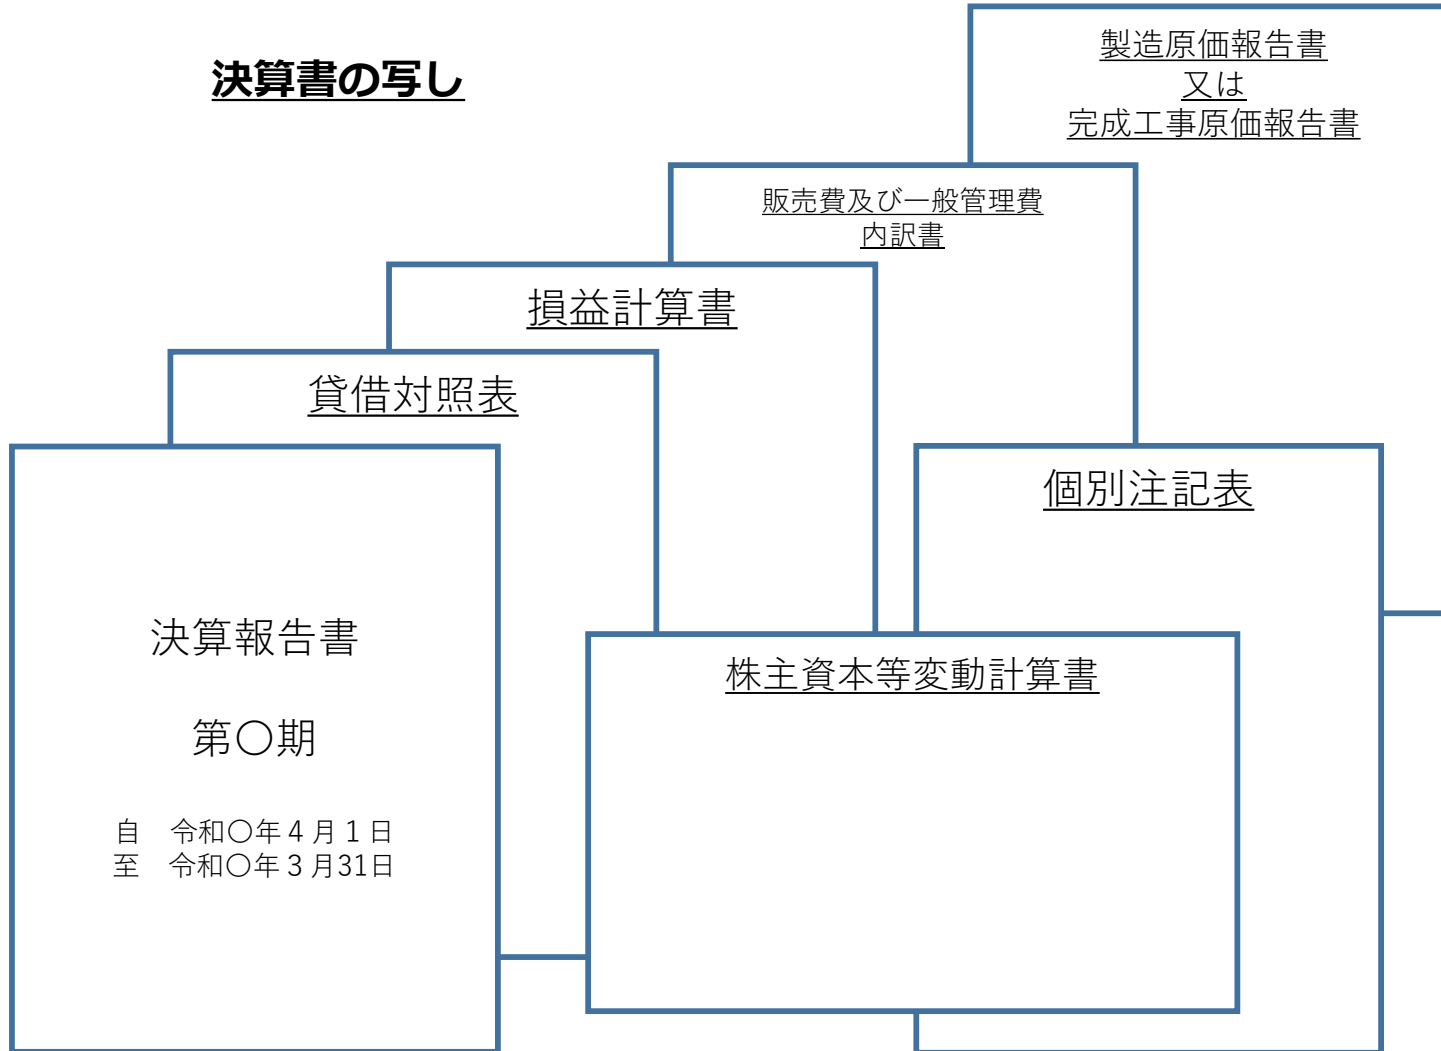 決算書の写し
製造原価報告書
又は
完成工事原価報告書
販売費及び一般管理費
内訳書
損益計算書
貸借対照表
個別注記表
決算報告書
第〇期
自　令和〇年４月１日
至　令和〇年３月31日
株主資本等変動計算書